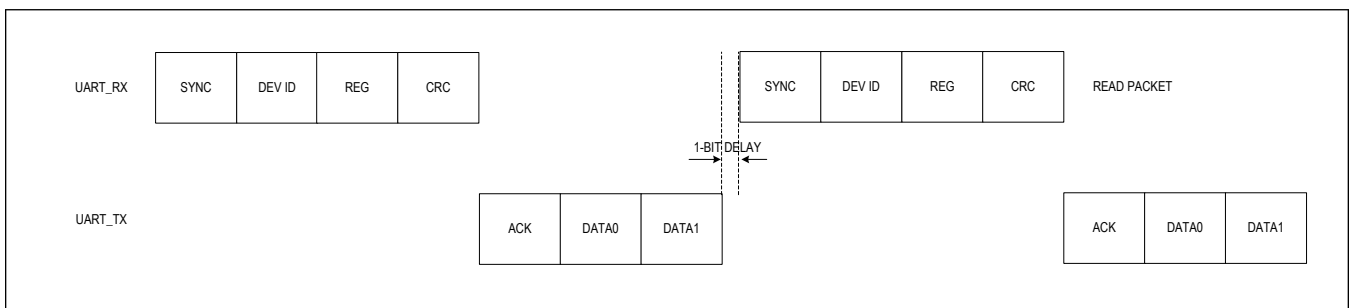 UART_RX SYNC DEV ID REG CRC SYNC DEV ID REG CRC READ PACKET
1-BIT DELAY
UART_TX ACK DATA0 DATA1 ACK DATA0 DATA1